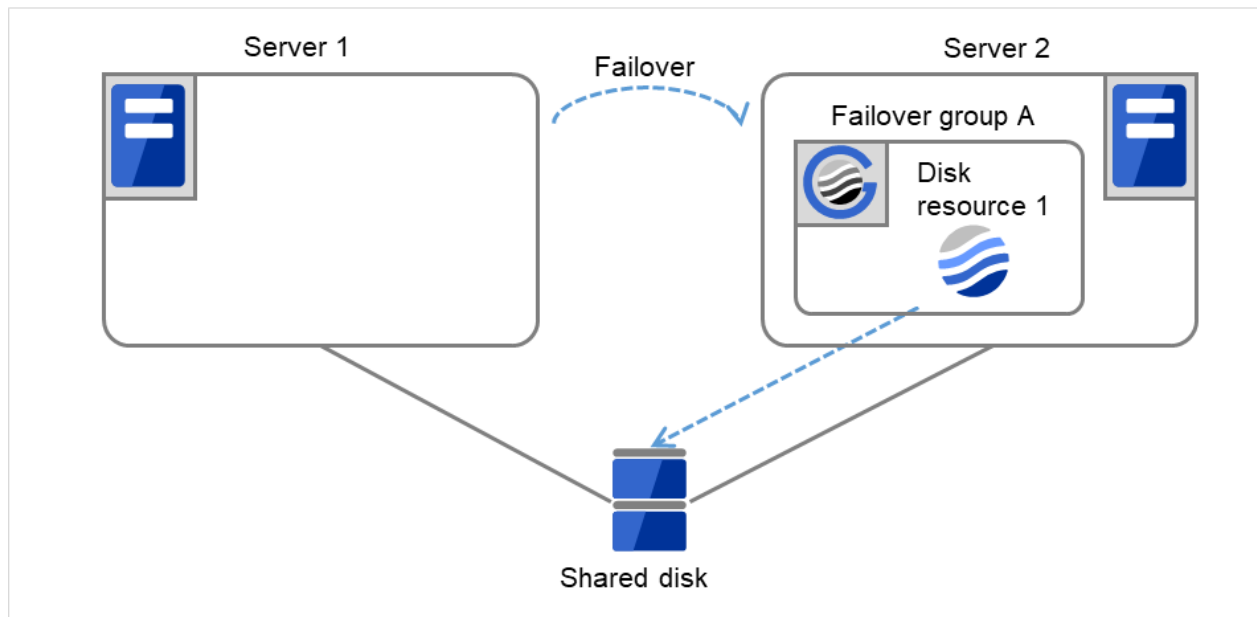 Server 1
Failover
Server 2
Failover group A
Disk
resource 1
Shared disk